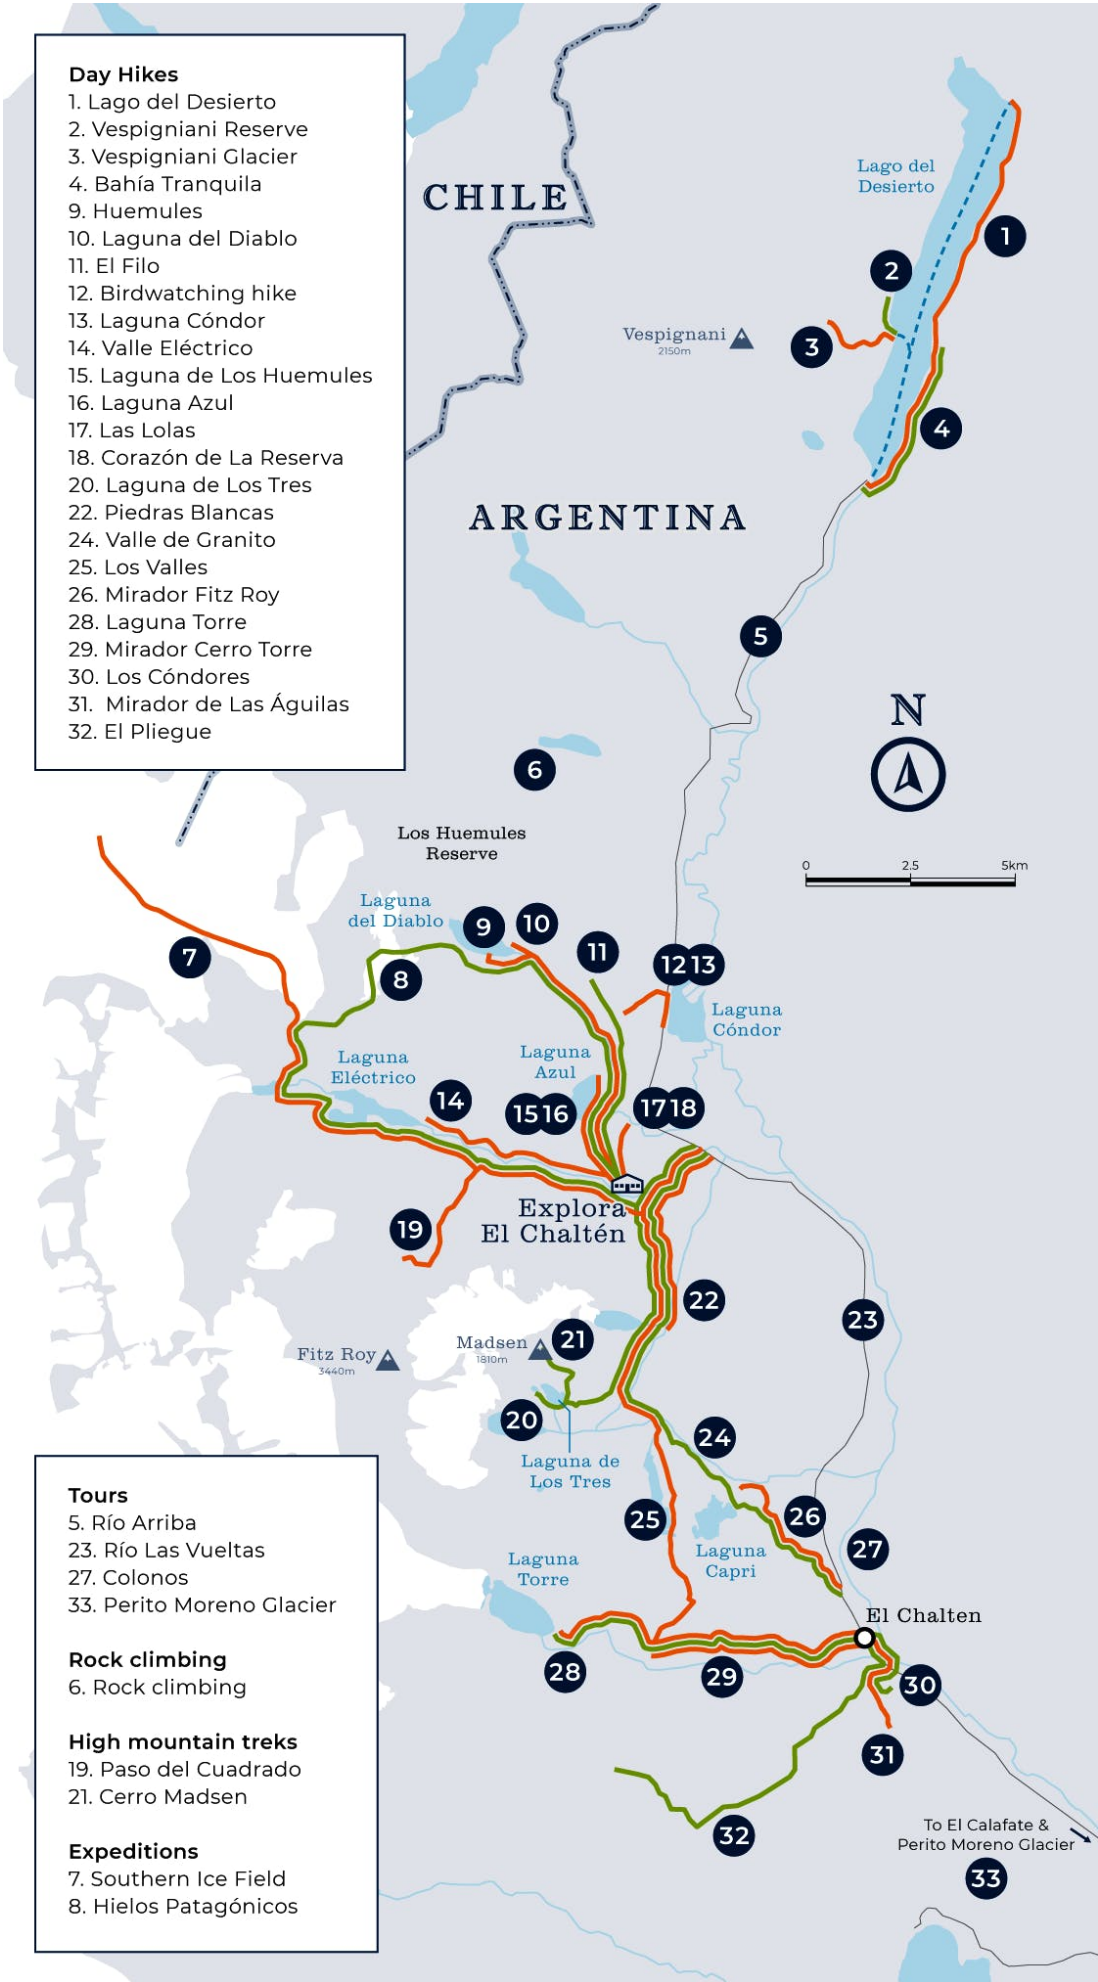 Day Hikes
1. Lago del Desierto
2. Vespigniani Reserve
3. Vespigniani Glacier
4. Bahía Tranquila
9. Huemules
10. Laguna del Diablo
11. El Filo
12. Birdwatching hike
13. Laguna Cóndor
14. Valle Eléctrico
15. Laguna de Los Huemules
16. Laguna Azul
17. Las Lolas
18. Corazón de La Reserva
20. Laguna de Los Tres
22. Piedras Blancas
24. Valle de Granito
25. Los Valles
26. Mirador Fitz Roy
28. Laguna Torre
29. Mirador Cerro Torre
30. Los Cóndores
31. Mirador de Las Águilas
32. El Pliegue
CHILE
Lago del
Desierto
1
2
Vespignani
2150m
3
4
ARGENTINA
5
N
6
0 2.5 5km
Los Huemules
Reserve
Laguna
del Diablo
7
8
9
10
11
12 13
Laguna
Cóndor
Laguna
Eléctrico
Laguna
Azul
14
15 16
17 18
Explora
El Chaltén
19
22
23
Fitz Roy
3440m
Madsen
1810m
21
20
Laguna de
Los Tres
24
25
26
27
Laguna
Capri
Laguna
Torre
El Chalten
28
29
30
31
32
To El Calafate &
Perito Moreno Glacier
33
Tours
5. Río Arriba
23. Río Las Vueltas
27. Colonos
33. Perito Moreno Glacier
Rock climbing
6. Rock climbing
High mountain treks
19. Paso del Cuadrado
21. Cerro Madsen
Expeditions
7. Southern Ice Field
8. Hielos Patagónicos